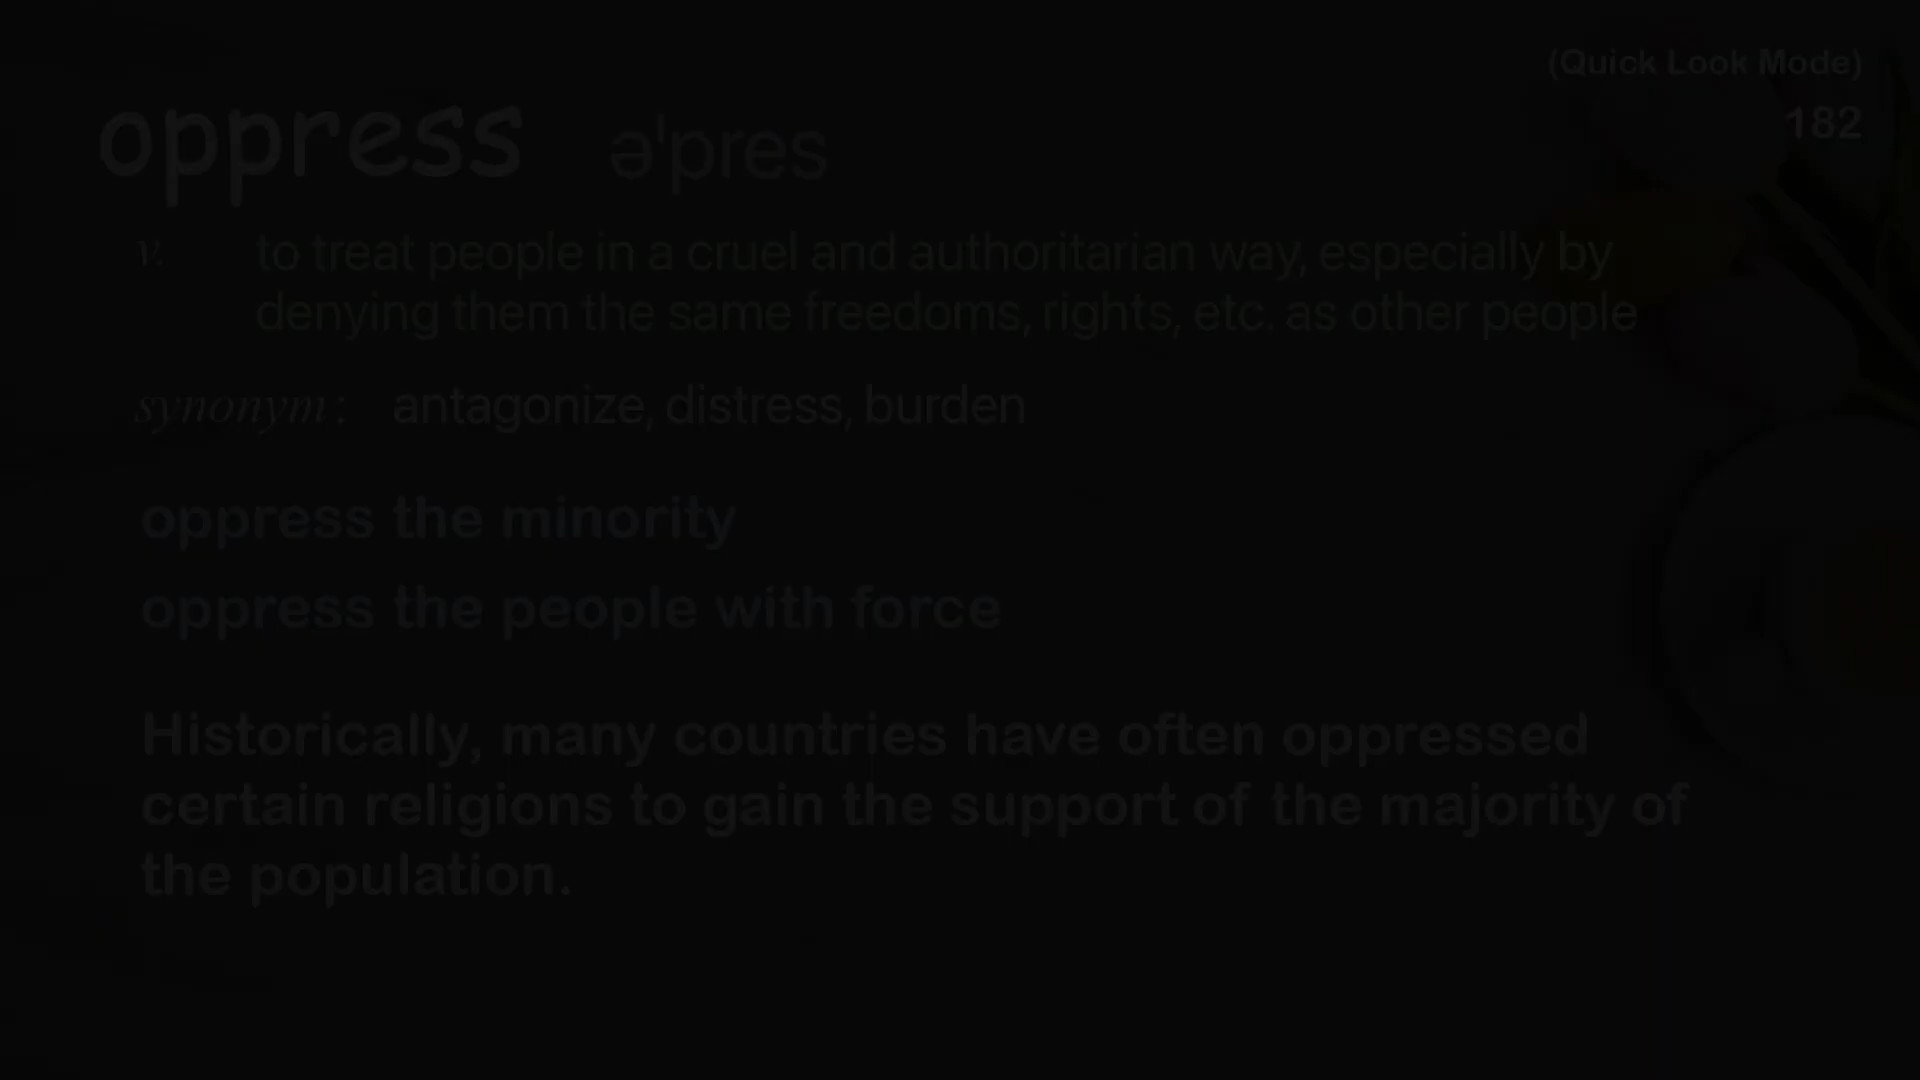 (Quick Look Mode)
182
oppress əˈpres
v. to treat people in a cruel and authoritarian way, especially by
denying them the same freedoms, rights, etc. as other people
synonym : antagonize, distress, burden
oppress the minority
oppress the people with force
Historically, many countries have often oppressed
certain religions to gain the support of the majority of
the population.